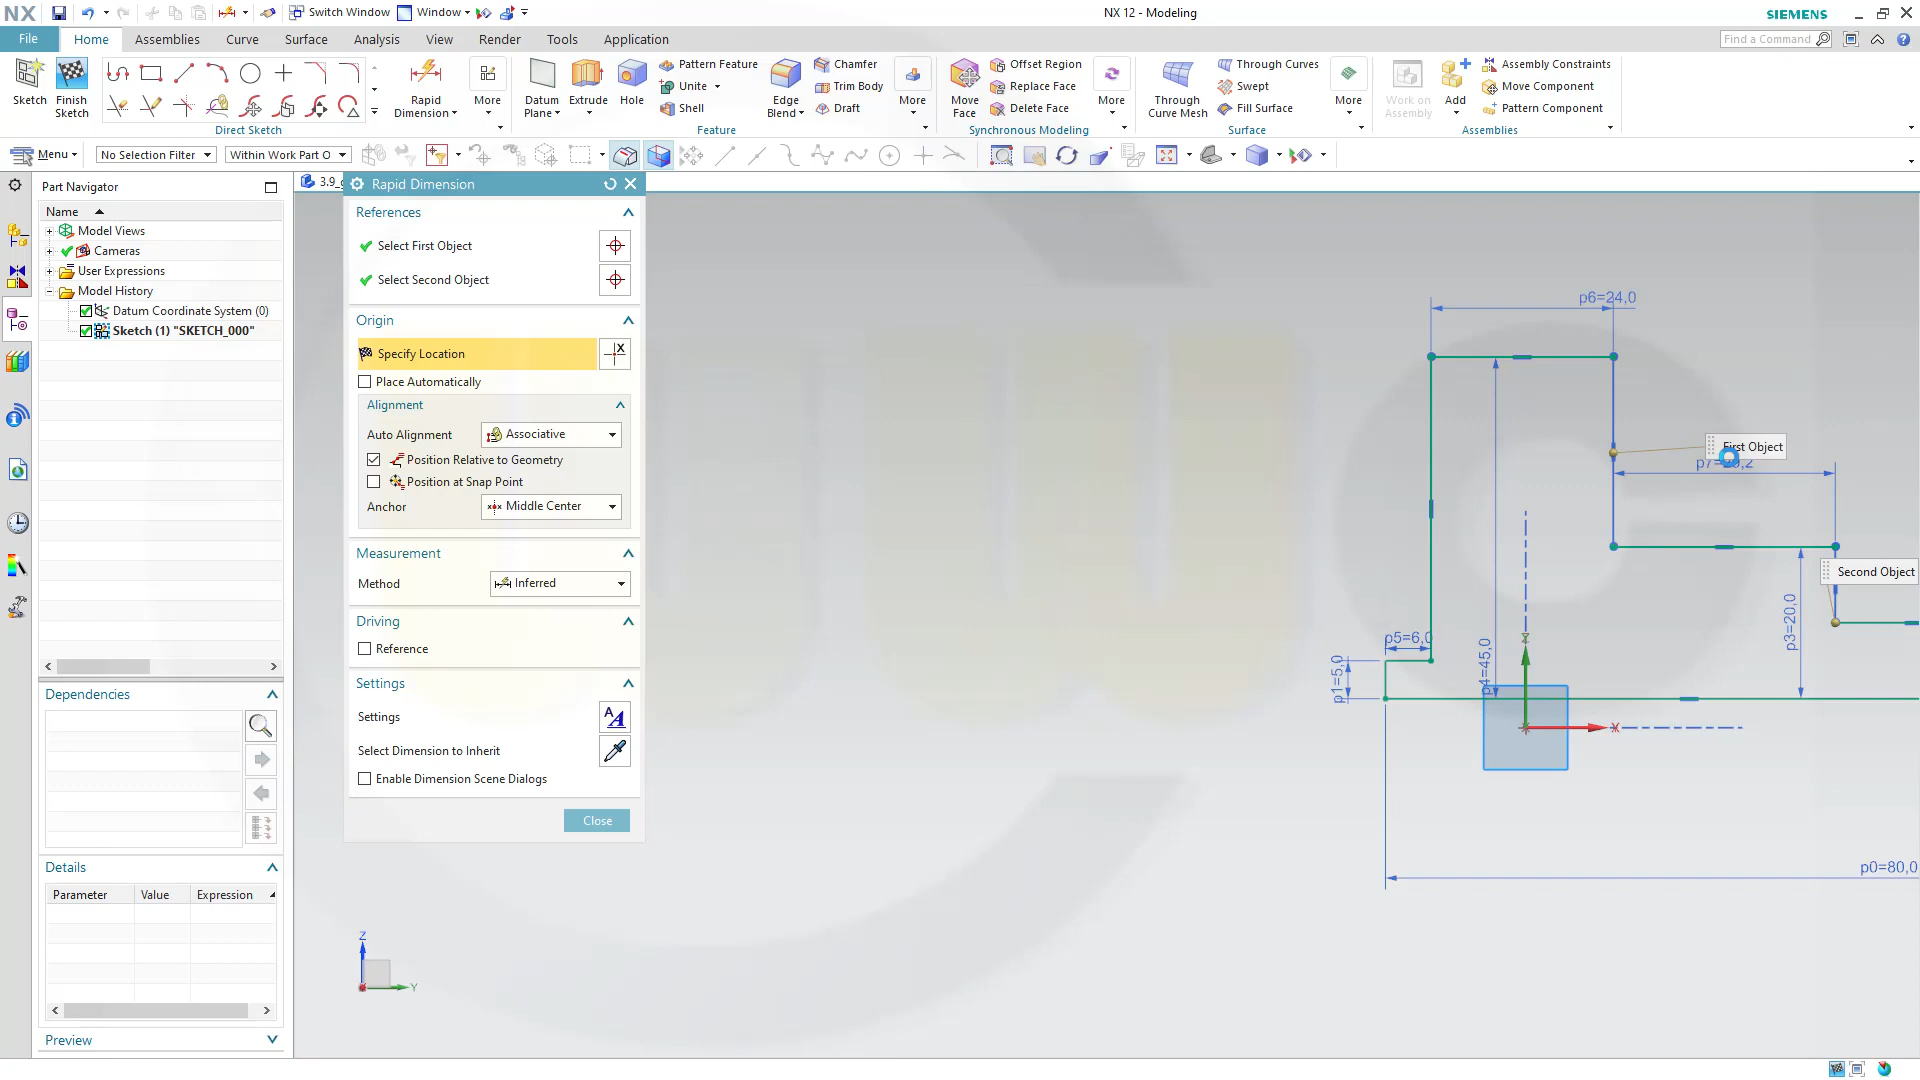 NX
Switch Window
Window
NX 12 - Modeling
SIEMENS
File
Home
Assemblies
Curve
Surface
Analysis
View
Render
Tools
Application
Find a Command
Sketch
Finish
Sketch
Rapid
Dimension
More
Datum
Plane
Extrude
Hole
Pattern Feature
Unite
Shell
Edge
Blend
Chamfer
Trim Body
Draft
More
Move
Face
Offset Region
Replace Face
Delete Face
More
Through
Curve Mesh
Through Curves
Swept
Fill Surface
More
Work on
Assembly
Add
Assembly Constraints
Move Component
Pattern Component
Direct Sketch
Feature
Synchronous Modeling
Surface
Assemblies
Menu
No Selection Filter
Within Work Part O
Part Navigator
Name
Model Views
Cameras
User Expressions
Model History
Datum Coordinate System (0)
Sketch (1) "SKETCH_000"
Dependencies
Details
Parameter
Value
Expression
Preview
3.9_
Rapid Dimension
References
Select First Object
Select Second Object
Origin
Specify Location
Place Automatically
Alignment
Auto Alignment
Associative
Position Relative to Geometry
Position at Snap Point
Anchor
Middle Center
Measurement
Method
Inferred
Driving
Reference
Settings
Settings
Select Dimension to Inherit
Enable Dimension Scene Dialogs
Close
p6=24,0
First Object
Second Object
p3=20,0
p5=6,0
p1=5,0
p4=45,0
Z
X
p0=80,0
Z
Y